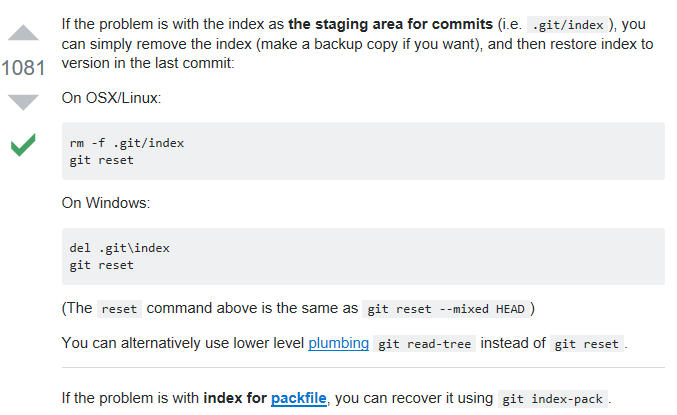 If the problem is with the index as the staging area for commits (i.e. .git/index ), you
can simply remove the index (make a backup copy if you want), and then restore index to
version in the last commit:
1081
On OSX/Linux:
rm -f .git/index
git reset
On Windows:
del .git\index
git reset
(The reset command above is the same as git reset --mixed HEAD )
You can alternatively use lower level plumbing git read-tree instead of git reset .
If the problem is with index for packfile, you can recover it using git index-pack .